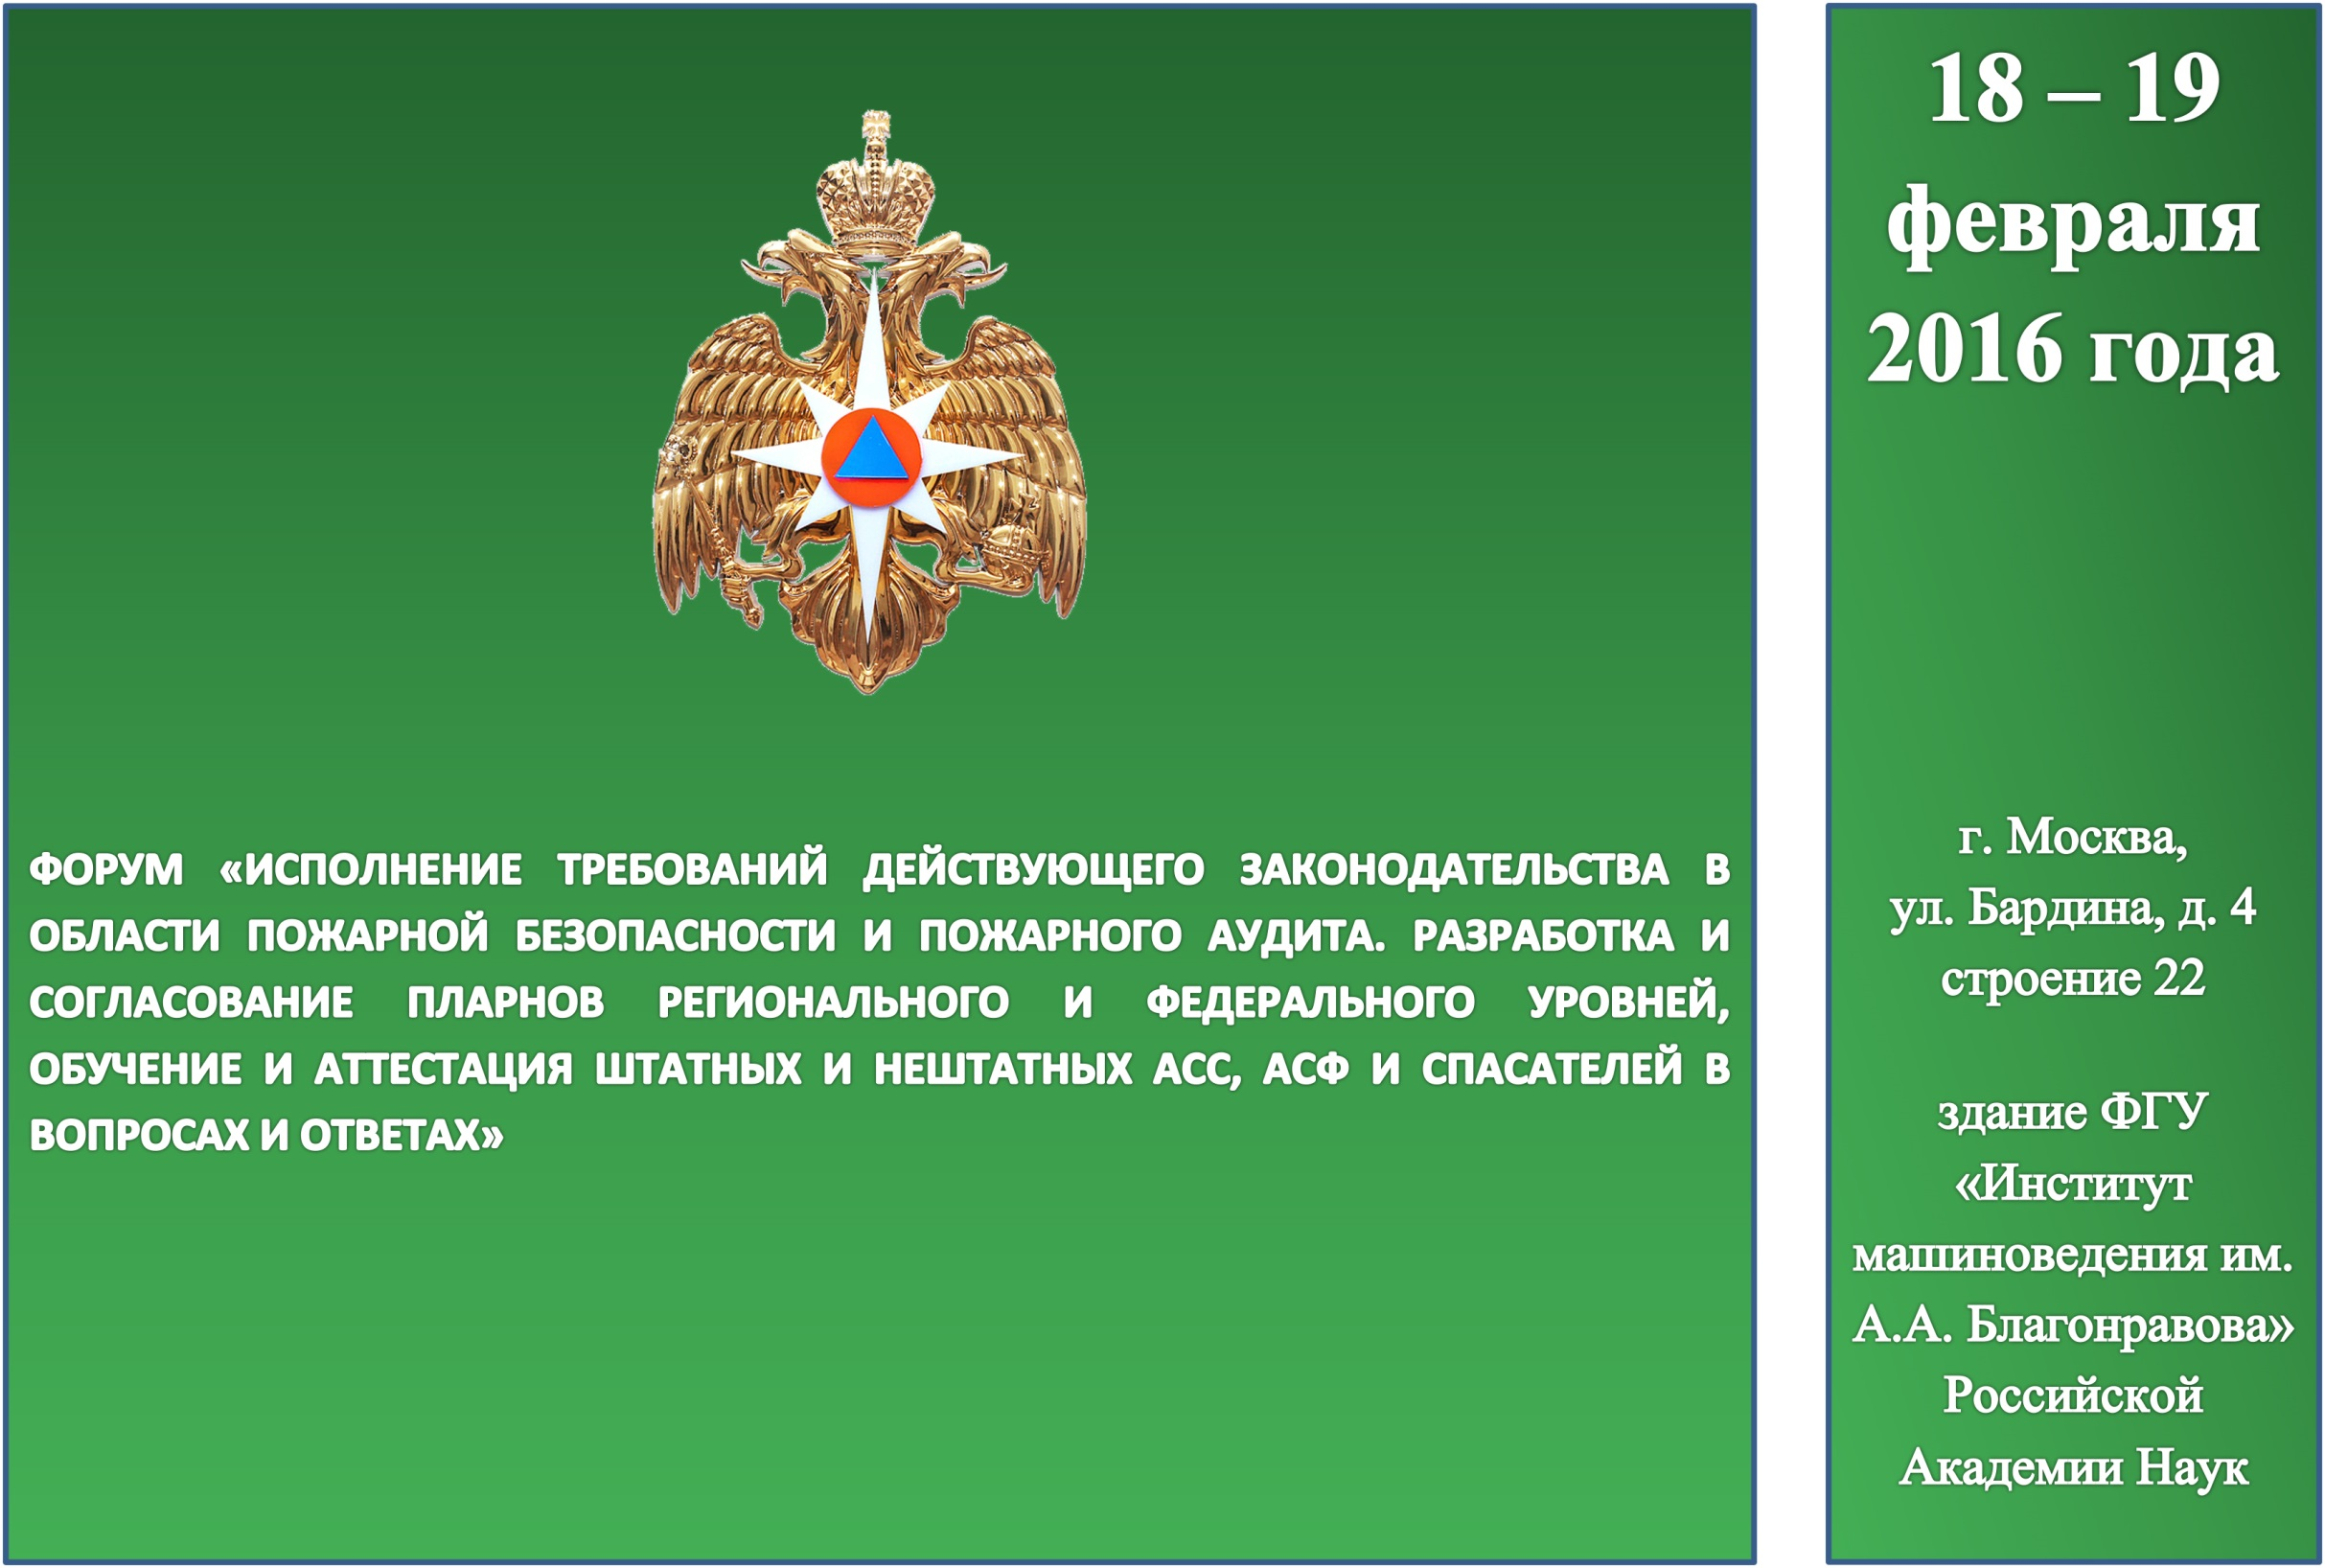 ФОРУМ «ИСПОЛНЕНИЕ ТРЕБОВАНИЙ ДЕЙСТВУЮЩЕГО ЗАКОНОДАТЕЛЬСТВА В
ОБЛАСТИ ПОЖАРНОЙ БЕЗОПАСНОСТИ И ПОЖАРНОГО АУДИТА. РАЗРАБОТКА И
СОГЛАСОВАНИЕ ПЛАРНОВ РЕГИОНАЛЬНОГО И ФЕДЕРАЛЬНОГО УРОВНЕЙ,
ОБУЧЕНИЕ И АТТЕСТАЦИЯ ШТАТНЫХ И НЕШТАТНЫХ АСС, АСФ И СПАСАТЕЛЕЙ В
ВОПРОСАХ И ОТВЕТАХ»
18 – 19
февраля
2016 года
г. Москва,
ул. Бардина, д. 4
строение 22
здание ФГУ
«Институт
машиноведения им.
А.А. Благонравова»
Российской
Академии Наук